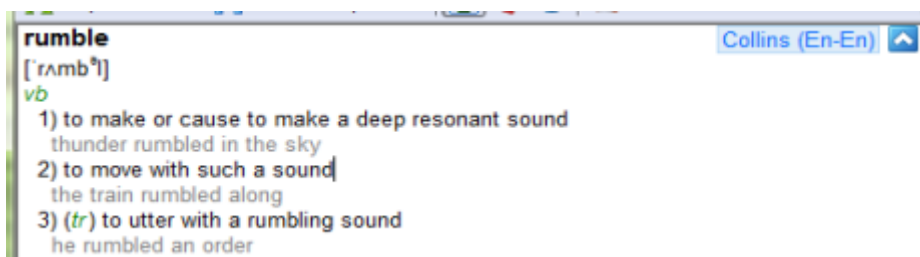 rumble Collins (En-En)
[ˈrʌmbᵊl]
vb
1) to make or cause to make a deep resonant sound
thunder rumbled in the sky
2) to move with such a sound
the train rumbled along
3) (tr) to utter with a rumbling sound
he rumbled an order